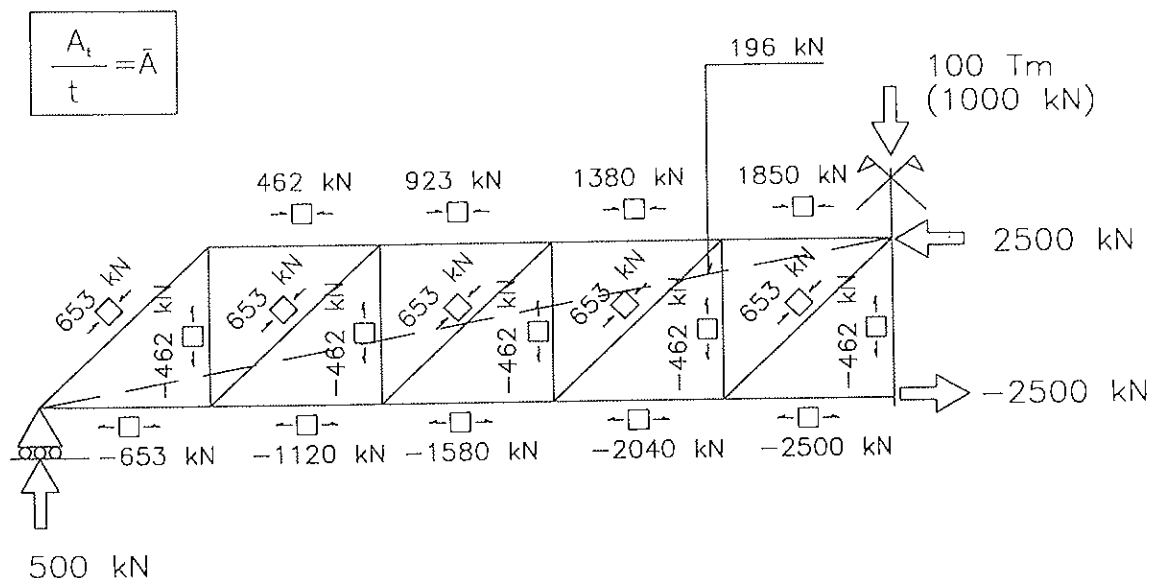 A_t / t = Ā
196 kN
100 Tm
(1000 kN)
462 kN
923 kN
1380 kN
1850 kN
2500 kN
653 kN
653 kN
653 kN
653 kN
653 kN
-462 kN
-462 kN
-462 kN
-462 kN
-462 kN
-2500 kN
-653 kN
-1120 kN
-1580 kN
-2040 kN
-2500 kN
500 kN